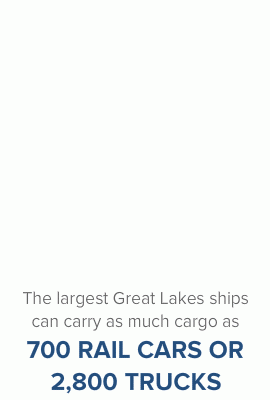 The largest Great Lakes ships
can carry as much cargo as
700 RAIL CARS OR
2,800 TRUCKS